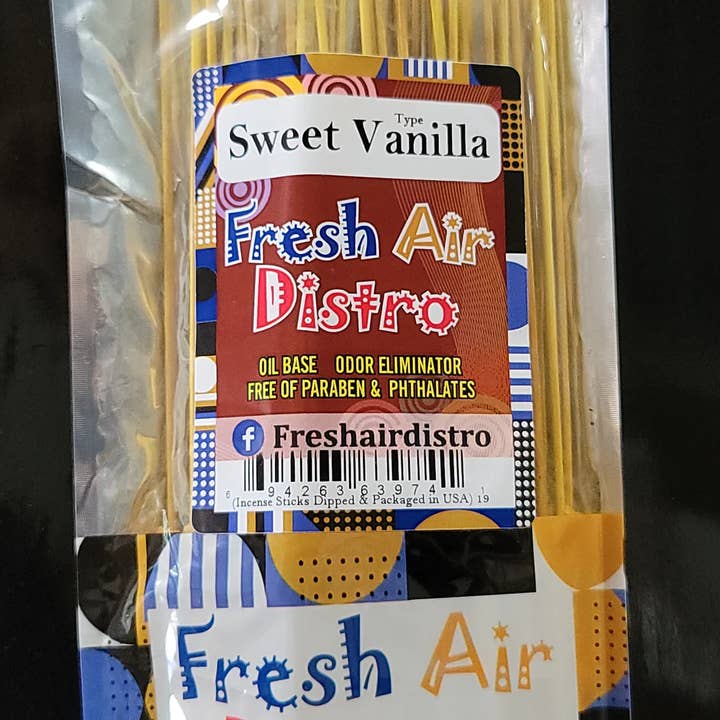 Type
Sweet Vanilla
Fresh Air
Distro
OIL BASE ODOR ELIMINATOR
FREE OF PARABEN & PHTHALATES
f Freshairdistro
6 94263 63974 1
(Incense Sticks Dipped & Packaged in USA) 19
Fresh Air